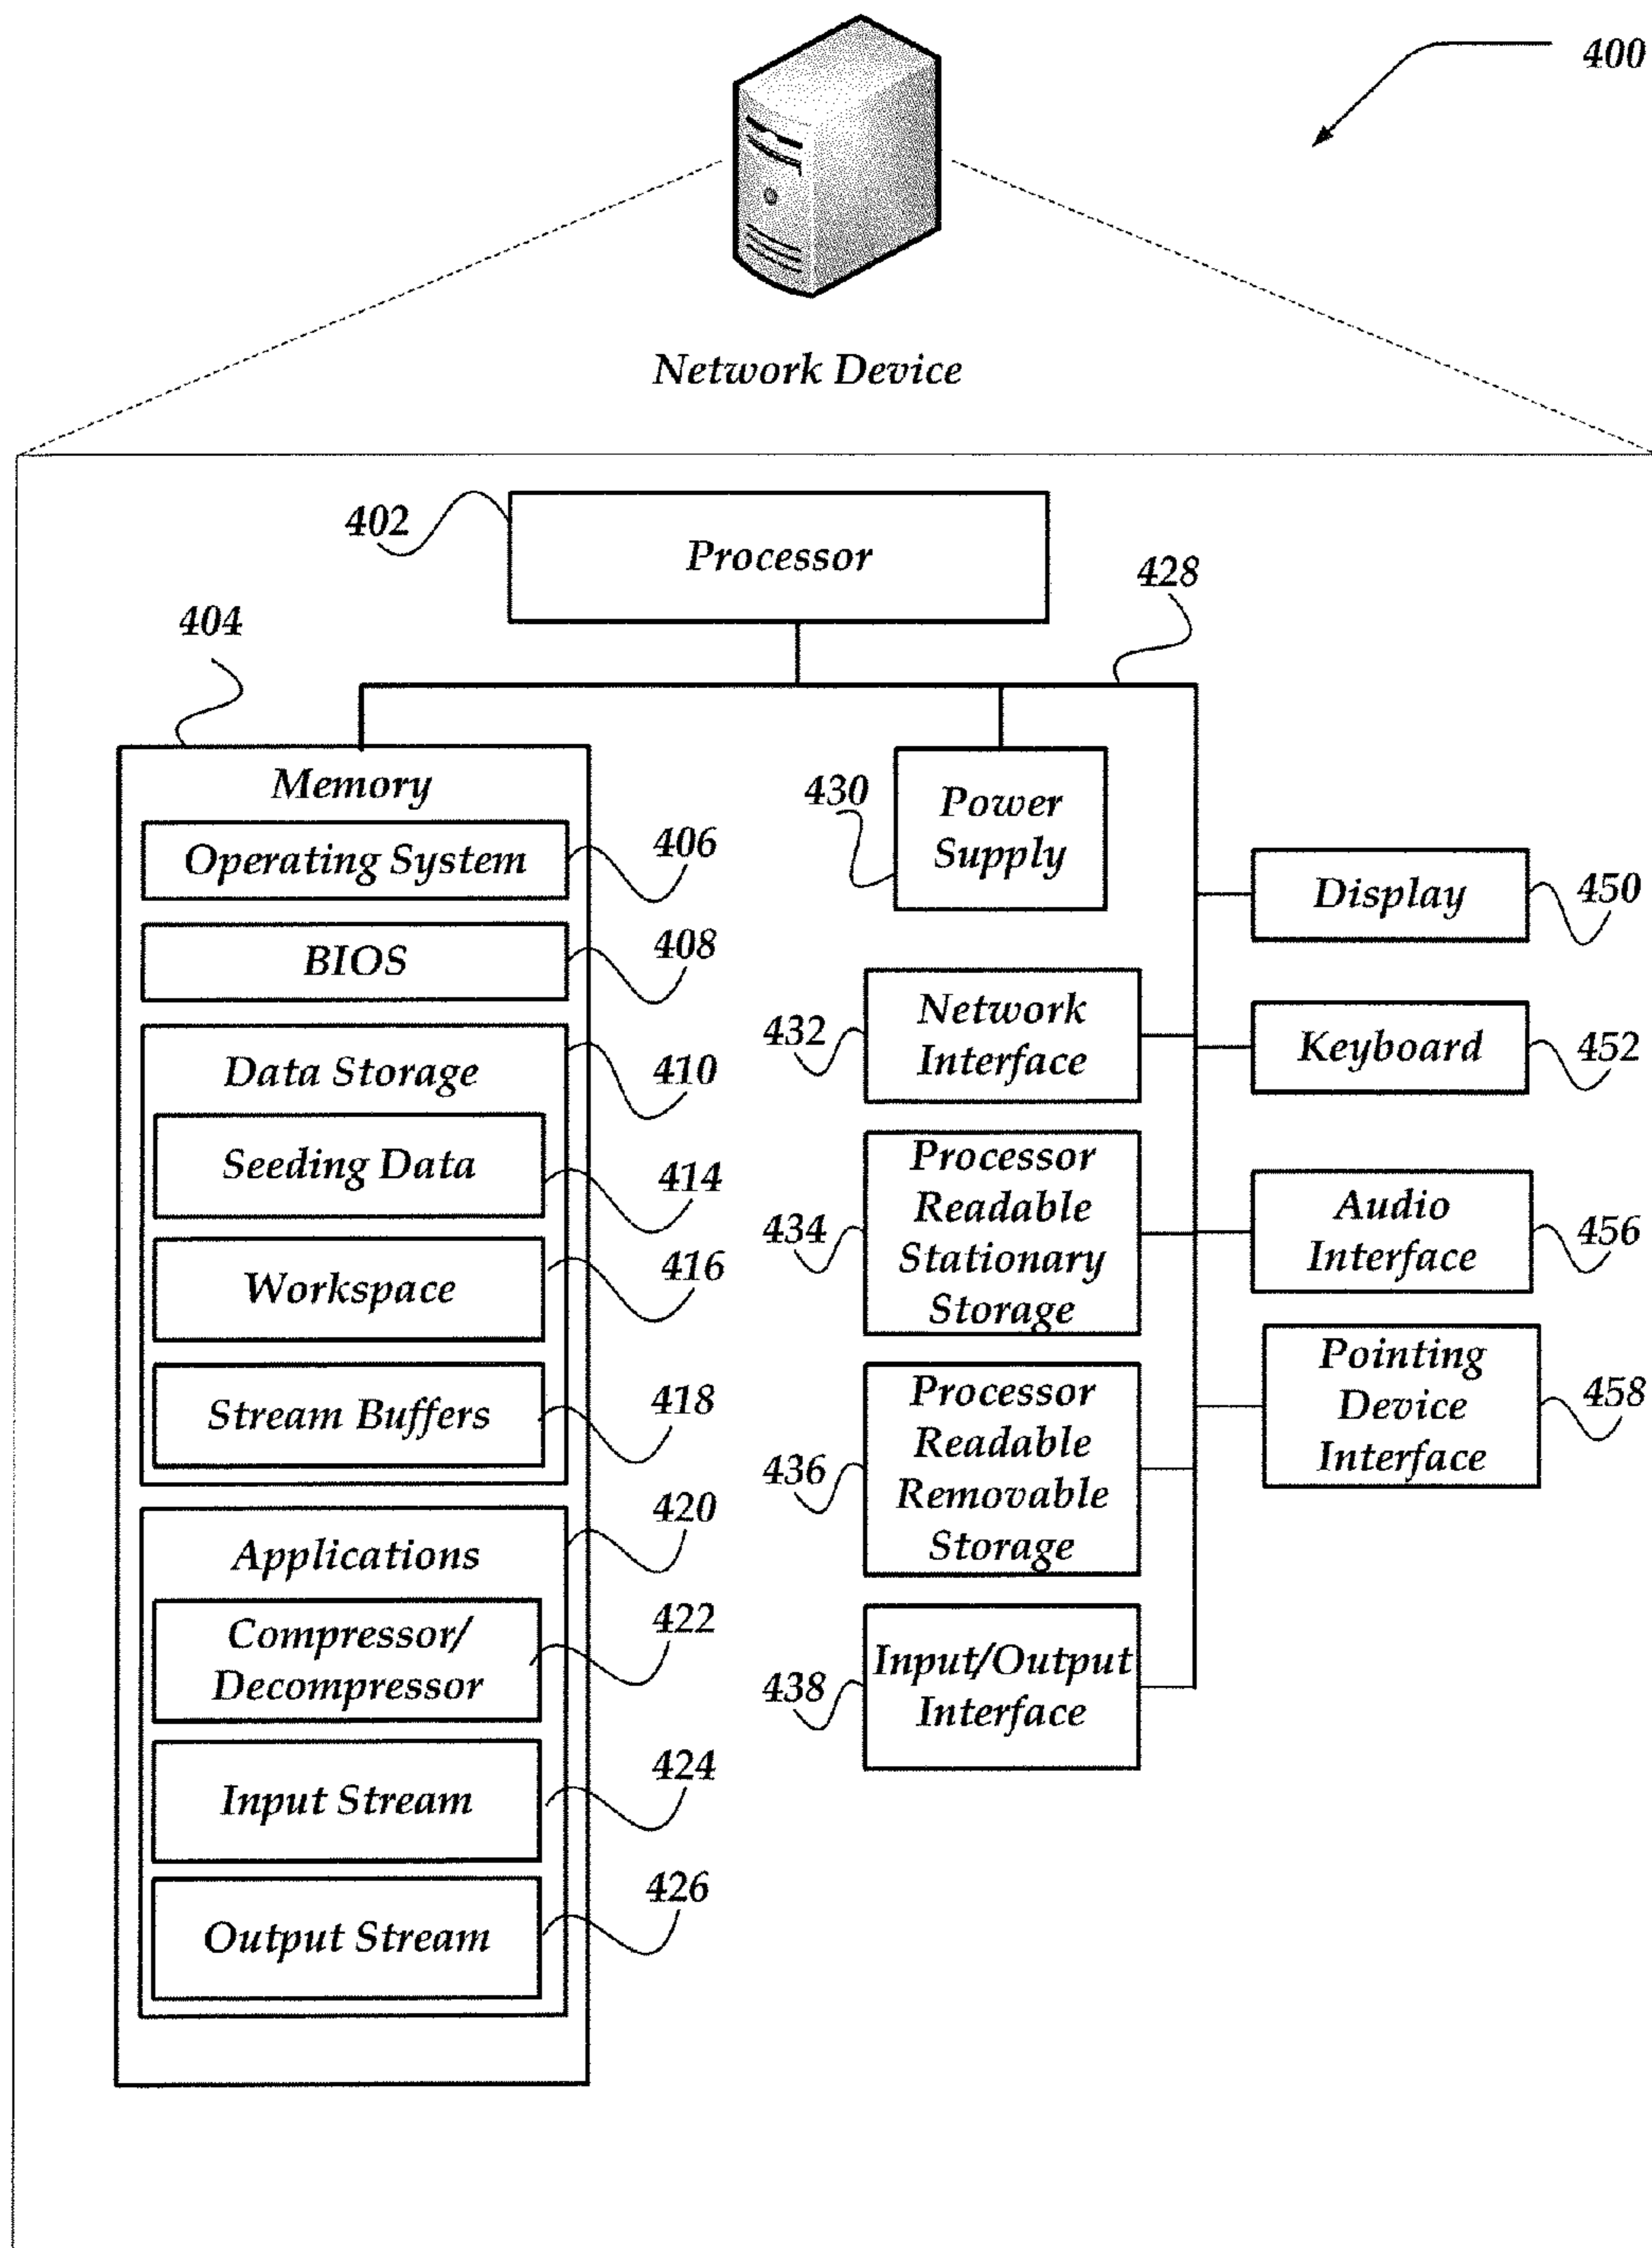 400
Network Device
402
Processor
428
404
Memory
Operating System
406
BIOS
408
Data Storage
410
Seeding Data
414
Workspace
416
Stream Buffers
418
Applications
420
Compressor/
Decompressor
422
Input Stream
424
Output Stream
426
430
Power
Supply
432
Network
Interface
434
Processor
Readable
Stationary
Storage
436
Processor
Readable
Removable
Storage
438
Input/Output
Interface
Display
450
Keyboard
452
Audio
Interface
456
Pointing
Device
Interface
458